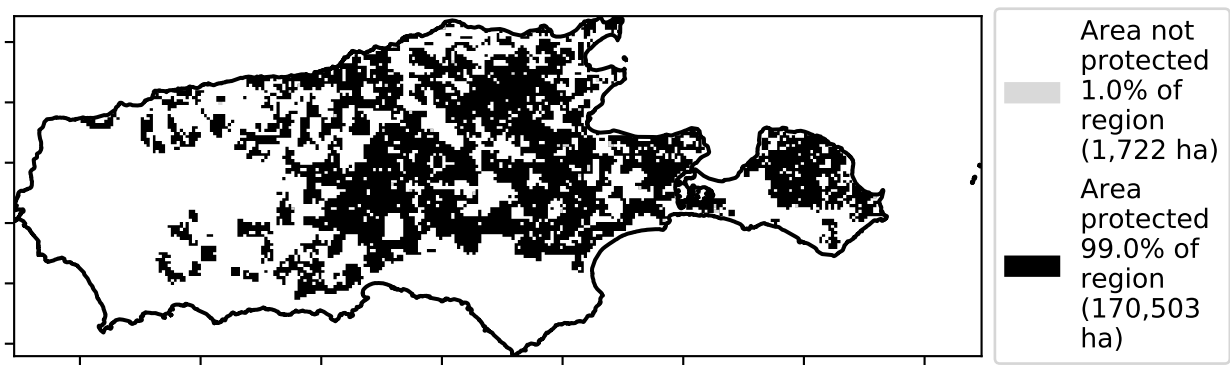 Area not
protected
1.0% of
region
(1,722 ha)
Area
protected
99.0% of
region
(170,503
ha)